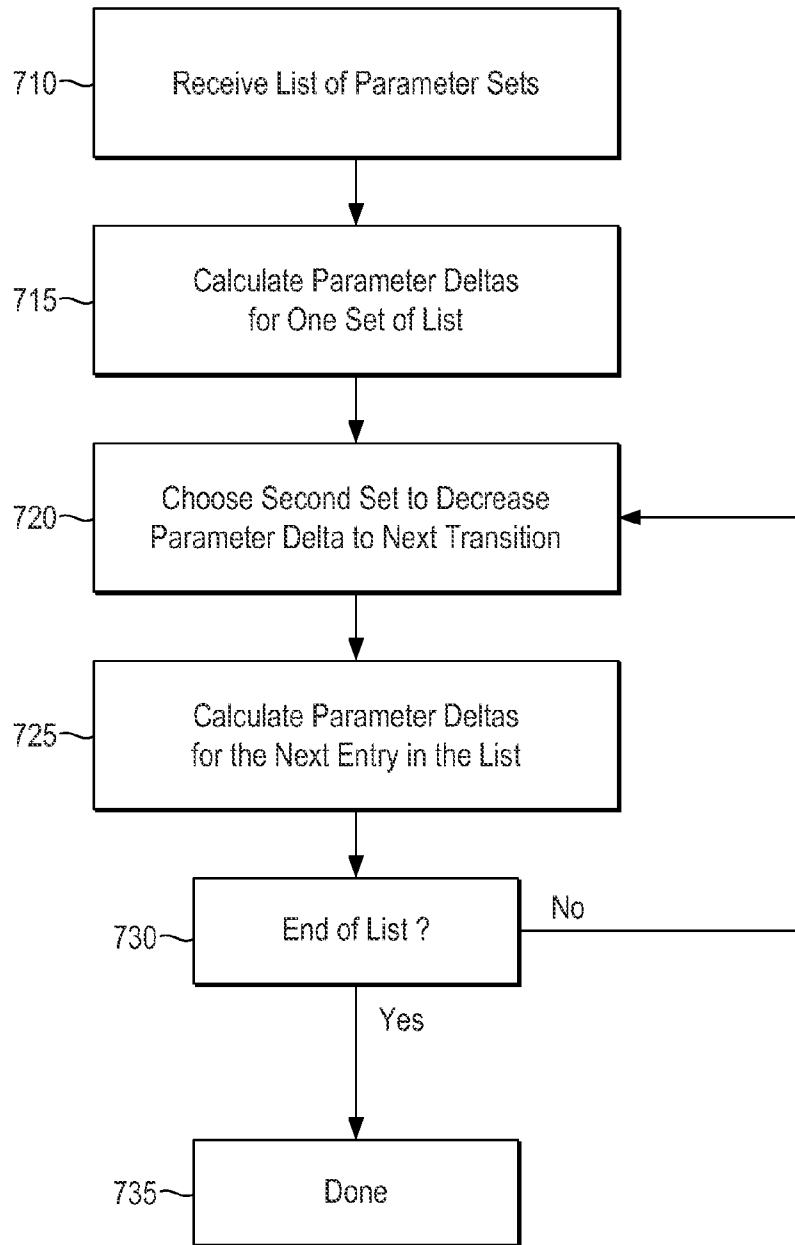 710
Receive List of Parameter Sets
715
Calculate Parameter Deltas
for One Set of List
720
Choose Second Set to Decrease
Parameter Delta to Next Transition
725
Calculate Parameter Deltas
for the Next Entry in the List
730
End of List ?
No
Yes
735
Done